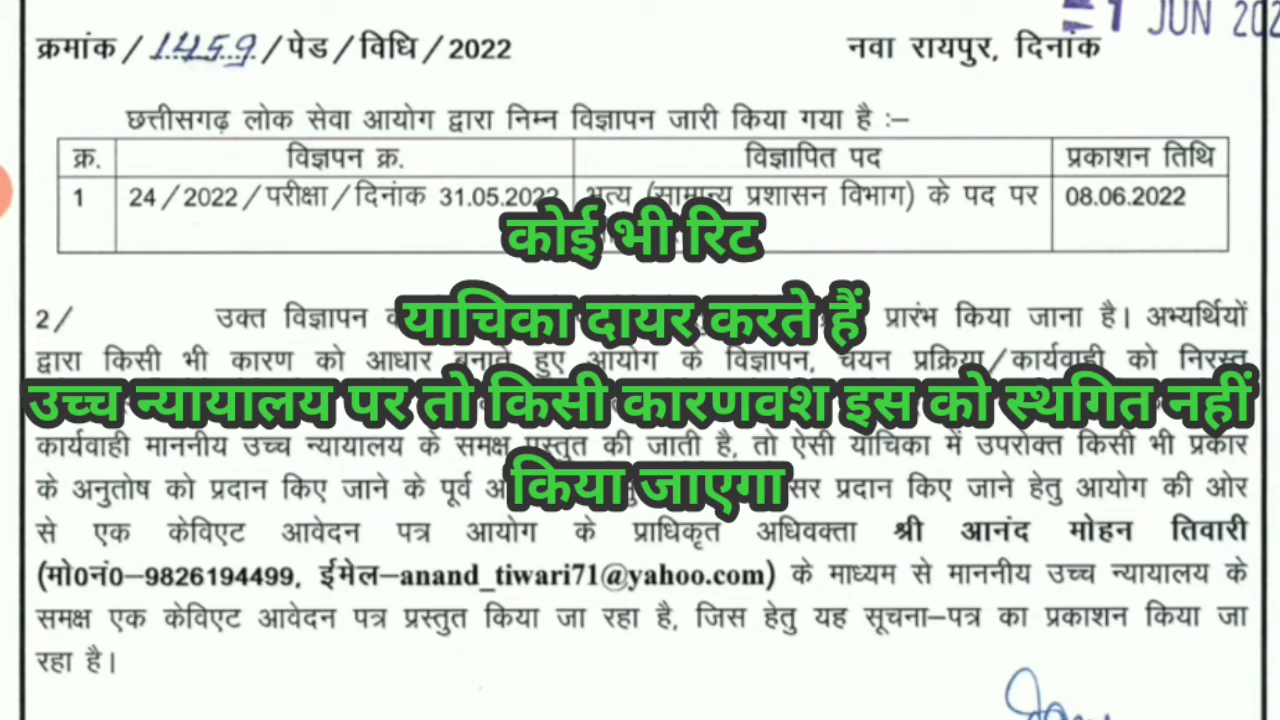 1 JUN
क्रमांक / 1459 / पेड / विधि / 2022 नवा रायपुर, दिनांक
छत्तीसगढ़ लोक सेवा आयोग द्वारा निम्न विज्ञापन जारी किया गया है :–
क्र. विज्ञपन क्र. विज्ञापित पद प्रकाशन तिथि
1 24 / 2022 / परीक्षा / दिनांक 31.05.2022 भृत्य (सामान्य प्रशासन विभाग) के पद पर 08.06.2022
कोई भी रिट
याचिका दायर करते हैं
उच्च न्यायालय पर तो किसी कारणवश इस को स्थगित नहीं
किया जाएगा
2 / उक्त विज्ञापन प्रारंभ किया जाना है। अभ्यर्थियों
द्वारा किसी भी कारण को आधार बनाते हुए आयोग के विज्ञापन, चयन प्रक्रिया / कार्यवाही को निरस्त
कार्यवाही माननीय उच्च न्यायालय के समक्ष प्रस्तुत की जाती है, तो ऐसी याचिका में उपरोक्त किसी भी प्रकार
के अनुतोष को प्रदान किए जाने के पूर्व प्रदान किए जाने हेतु आयोग की ओर
से एक केविएट आवेदन पत्र आयोग के प्राधिकृत अधिवक्ता श्री आनंद मोहन तिवारी
(मो0नं0–9826194499, ईमेल–anand_tiwari71@yahoo.com) के माध्यम से माननीय उच्च न्यायालय के
समक्ष एक केविएट आवेदन पत्र प्रस्तुत किया जा रहा है, जिस हेतु यह सूचना–पत्र का प्रकाशन किया जा
रहा है।